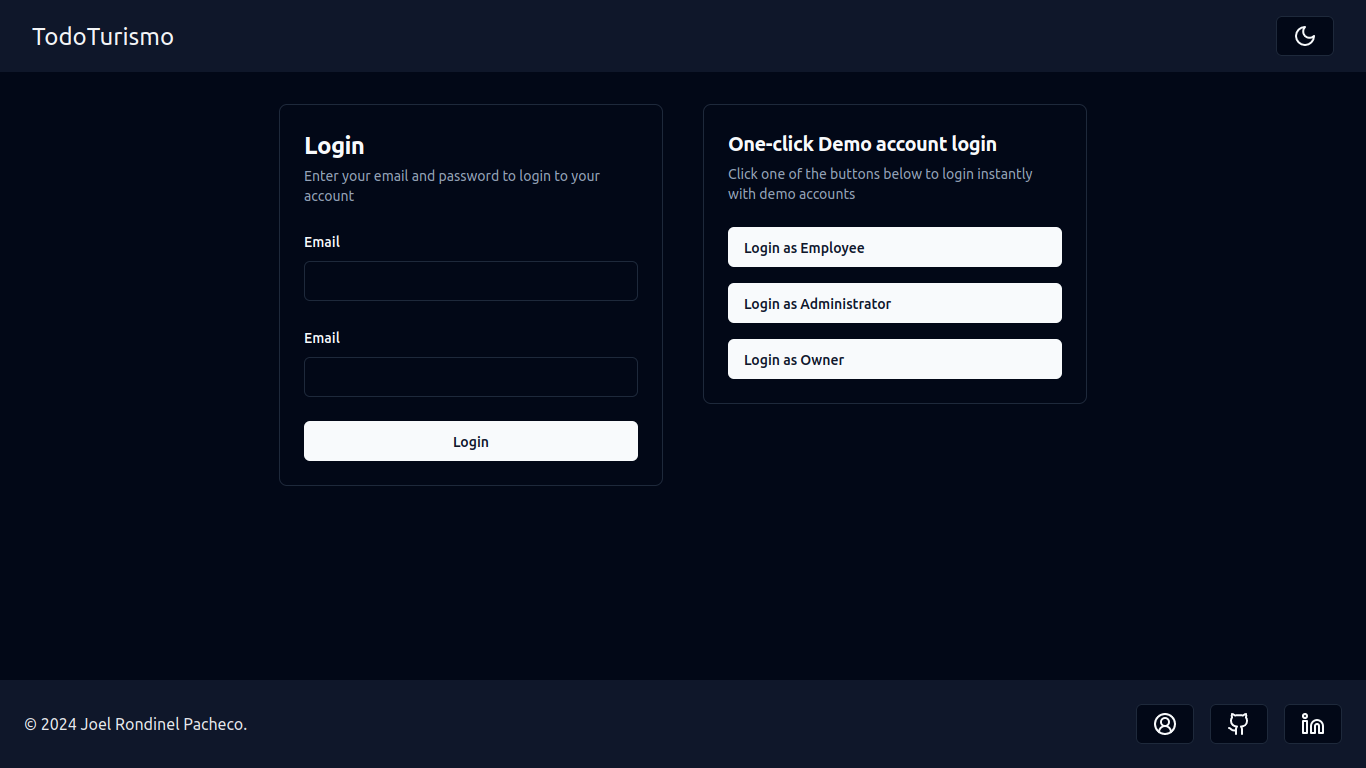 TodoTurismo
Login
Enter your email and password to login to your
account
Email
Email
Login
One-click Demo account login
Click one of the buttons below to login instantly
with demo accounts
Login as Employee
Login as Administrator
Login as Owner
© 2024 Joel Rondinel Pacheco.